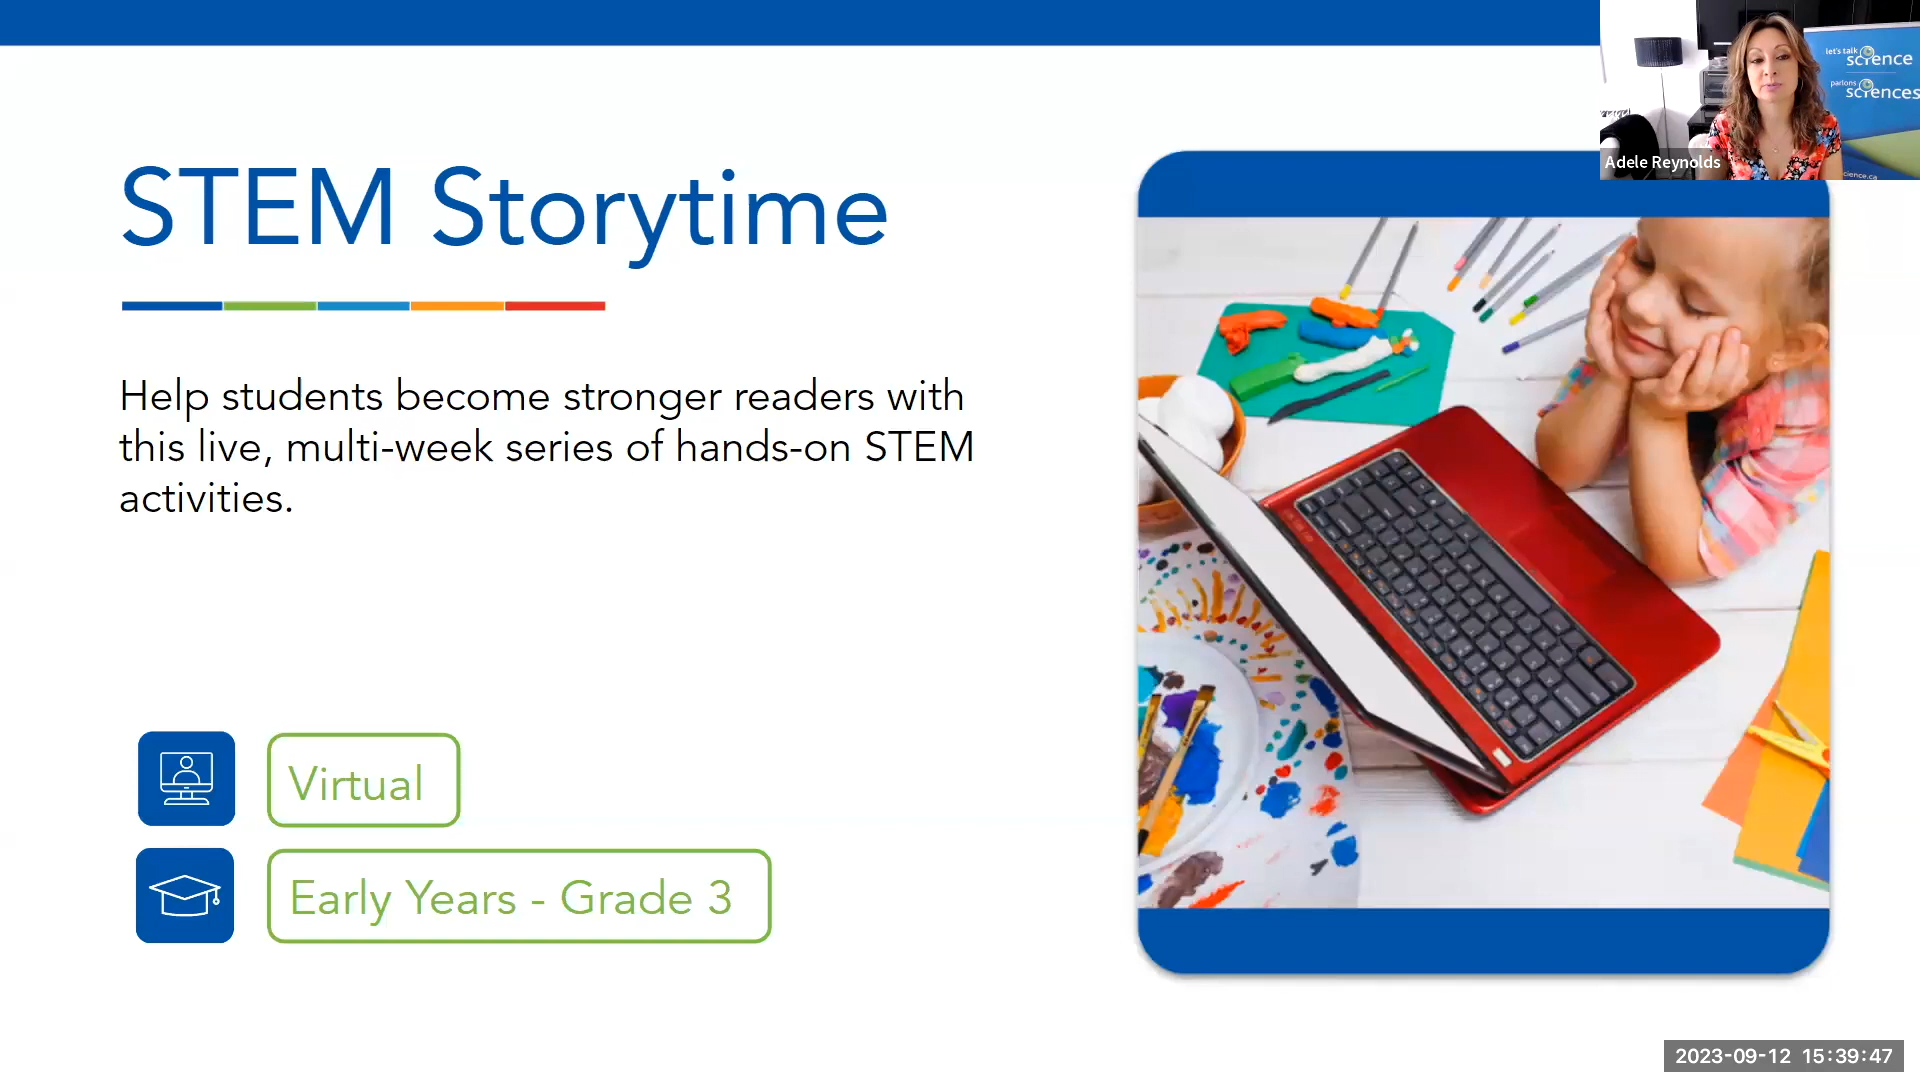 let's talk
science
parlons
sciences
Adele Reynolds
STEM Storytime
Help students become stronger readers with
this live, multi-week series of hands-on STEM
activities.
Virtual
Early Years - Grade 3
2023-09-12 15:39:47